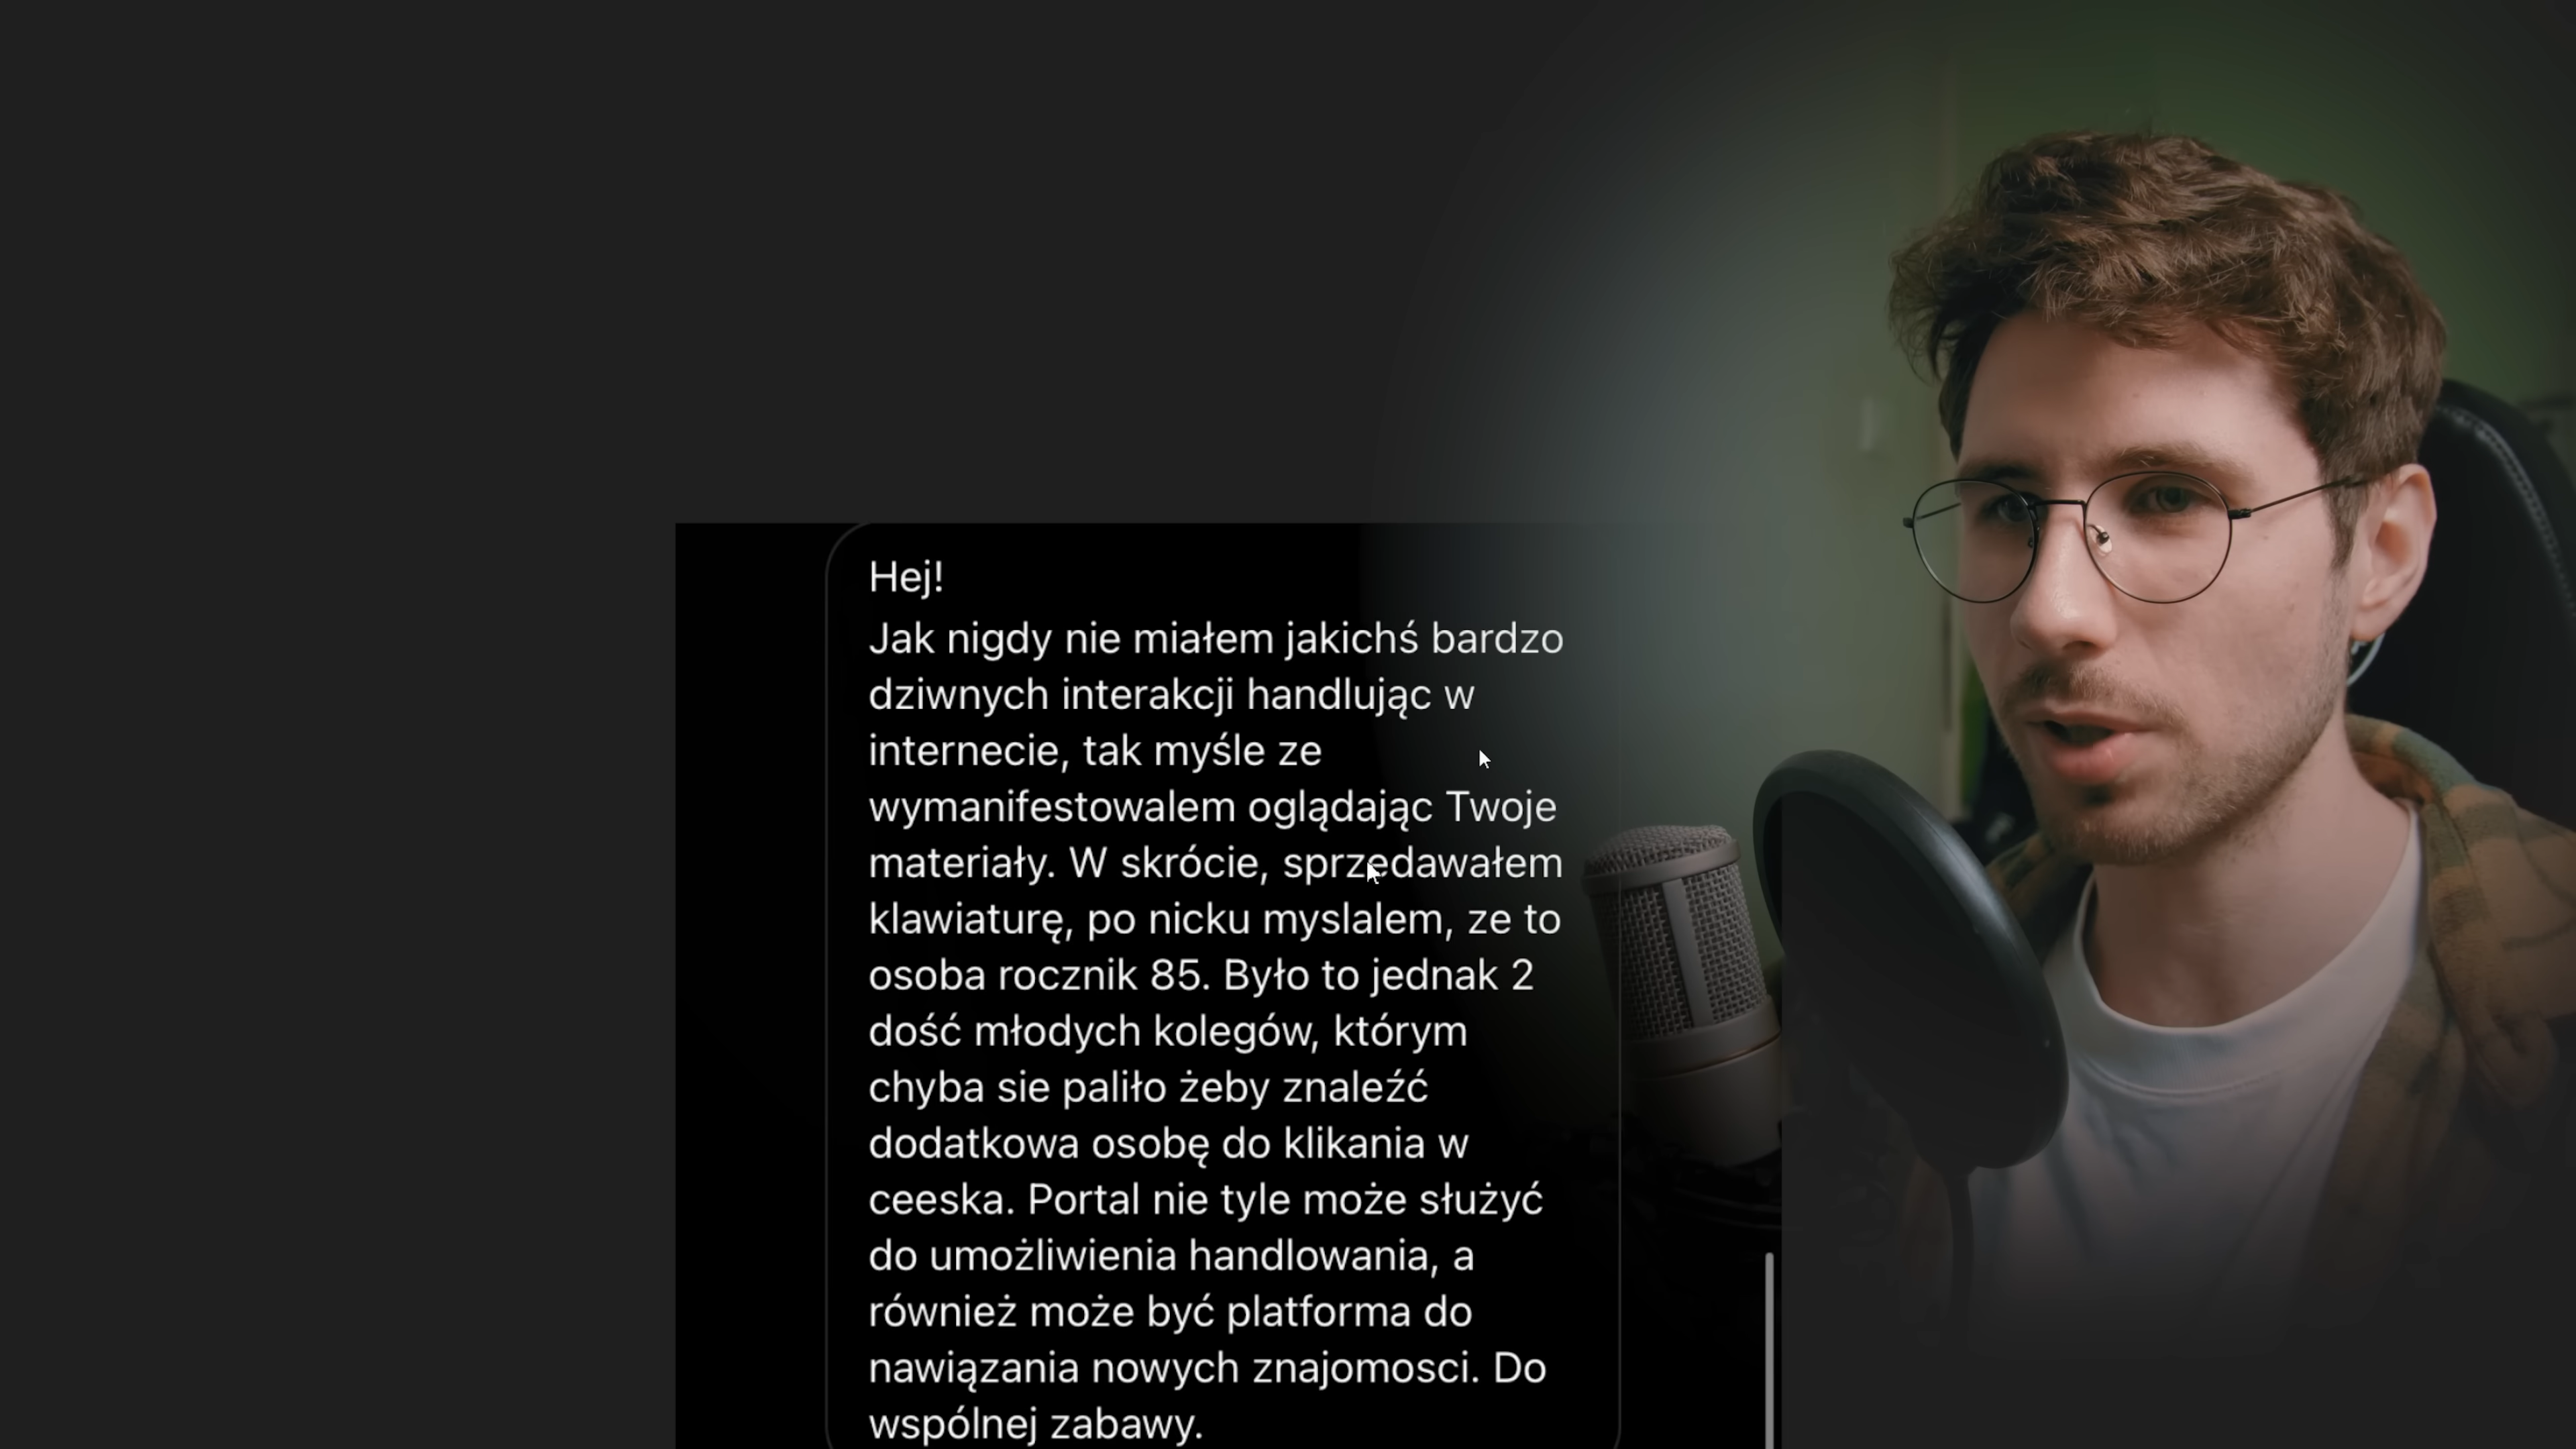 Hej!
Jak nigdy nie miałem jakichś bardzo
dziwnych interakcji handlując w
internecie, tak myśle ze
wymanifestowalem oglądając Twoje
materiały. W skrócie, sprzedawałem
klawiaturę, po nicku myslalem, ze to
osoba rocznik 85. Było to jednak 2
dość młodych kolegów, którym
chyba sie paliło żeby znaleźć
dodatkowa osobę do klikania w
ceeska. Portal nie tyle może służyć
do umożliwienia handlowania, a
również może być platforma do
nawiązania nowych znajomosci. Do
wspólnej zabawy.